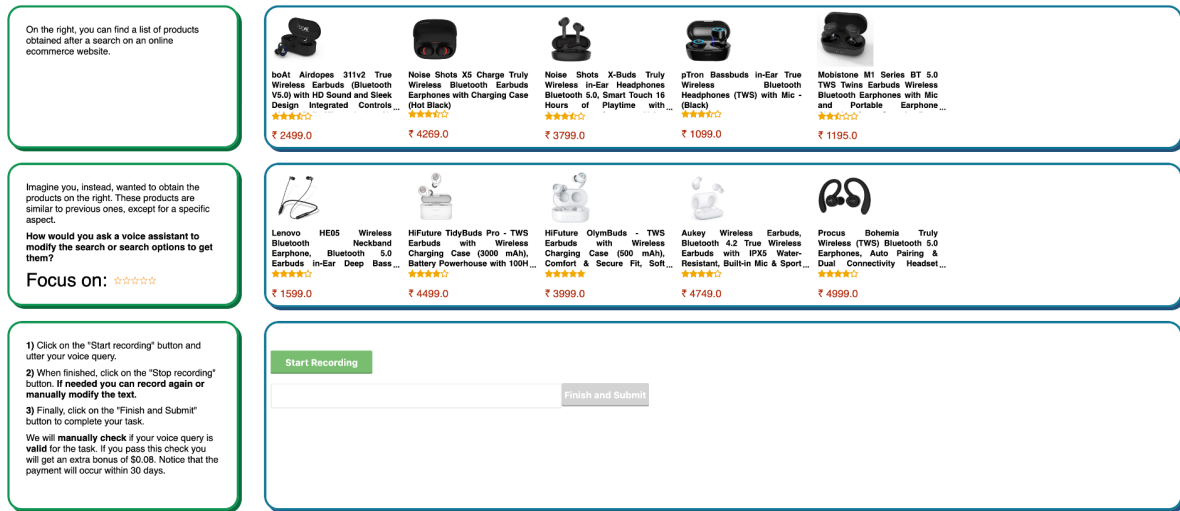 On the right, you can find a list of products
obtained after a search on an online
ecommerce website.
boAt Airdopes 311v2 True
Wireless Earbuds (Bluetooth
V5.0) with HD Sound and Sleek
Design Integrated Controls ...
₹ 2499.0
Noise Shots X5 Charge Truly
Wireless Bluetooth Earbuds
Earphones with Charging Case
(Hot Black)
₹ 4269.0
Noise Shots X-Buds Truly
Wireless in-Ear Headphones
Bluetooth 5.0, Smart Touch 16
Hours of Playtime with ...
₹ 3799.0
pTron Bassbuds in-Ear True
Wireless Bluetooth
Headphones (TWS) with Mic -
(Black)
₹ 1099.0
Mobistone M1 Series BT 5.0
TWS Twins Earbuds Wireless
Bluetooth Earphones with Mic
and Portable Earphone ...
₹ 1195.0
Imagine you, instead, wanted to obtain the
products on the right. These products are
similar to previous ones, except for a specific
aspect.
How would you ask a voice assistant to
modify the search or search options to get
them?
Focus on:
Lenovo HE05 Wireless
Bluetooth Neckband
Earphone, Bluetooth 5.0
Earbuds in-Ear Deep Bass ...
₹ 1599.0
HiFuture TidyBuds Pro - TWS
Earbuds with Wireless
Charging Case (3000 mAh),
Battery Powerhouse with 100H ...
₹ 4499.0
HiFuture OlymBuds - TWS
Earbuds with Wireless
Charging Case (500 mAh),
Comfort & Secure Fit, Soft ...
₹ 3999.0
Aukey Wireless Earbuds,
Bluetooth 4.2 True Wireless
Earbuds with IPX5 Water-
Resistant, Built-in Mic & Sport ...
₹ 4749.0
Procus Bohemia Truly
Wireless (TWS) Bluetooth 5.0
Earphones, Auto Pairing &
Dual Connectivity Headset ...
₹ 4999.0
1) Click on the "Start recording" button and
utter your voice query.
2) When finished, click on the "Stop recording"
button. If needed you can record again or
manually modify the text.
3) Finally, click on the "Finish and Submit"
button to complete your task.
We will manually check if your voice query is
valid for the task. If you pass this check you
will get an extra bonus of $0.08. Notice that the
payment will occur within 30 days.
Start Recording
Finish and Submit